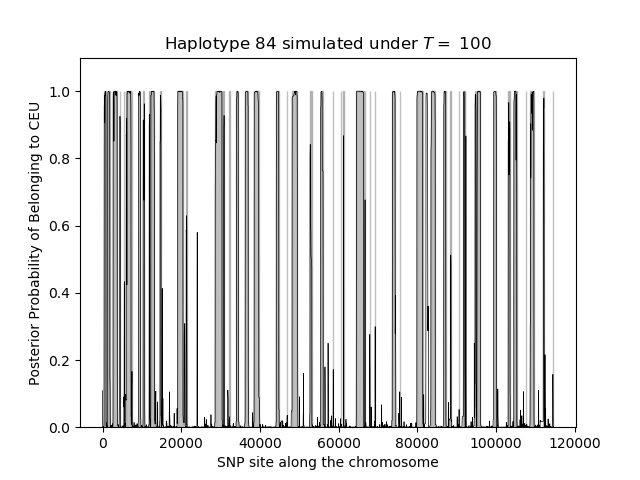 Haplotype 84 simulated under T = 100
Posterior Probability of Belonging to CEU
1.0
0.8
0.6
0.4
0.2
0.0
0 20000 40000 60000 80000 100000 120000
SNP site along the chromosome